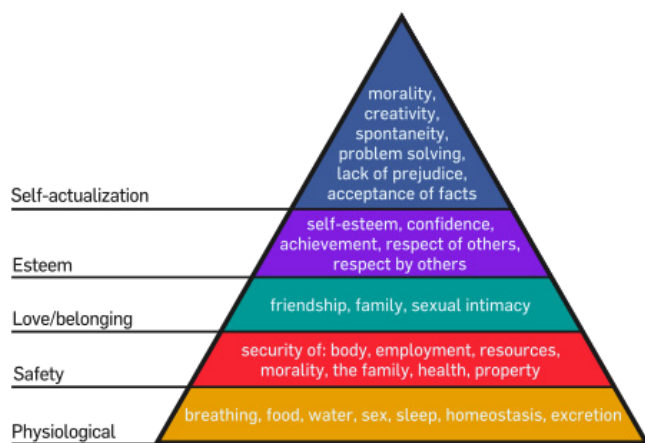 morality,
creativity,
spontaneity,
problem solving,
lack of prejudice,
acceptance of facts
Self-actualization
self-esteem, confidence,
achievement, respect of others,
respect by others
Esteem
friendship, family, sexual intimacy
Love/belonging
security of: body, employment, resources,
morality, the family, health, property
Safety
breathing, food, water, sex, sleep, homeostasis, excretion
Physiological